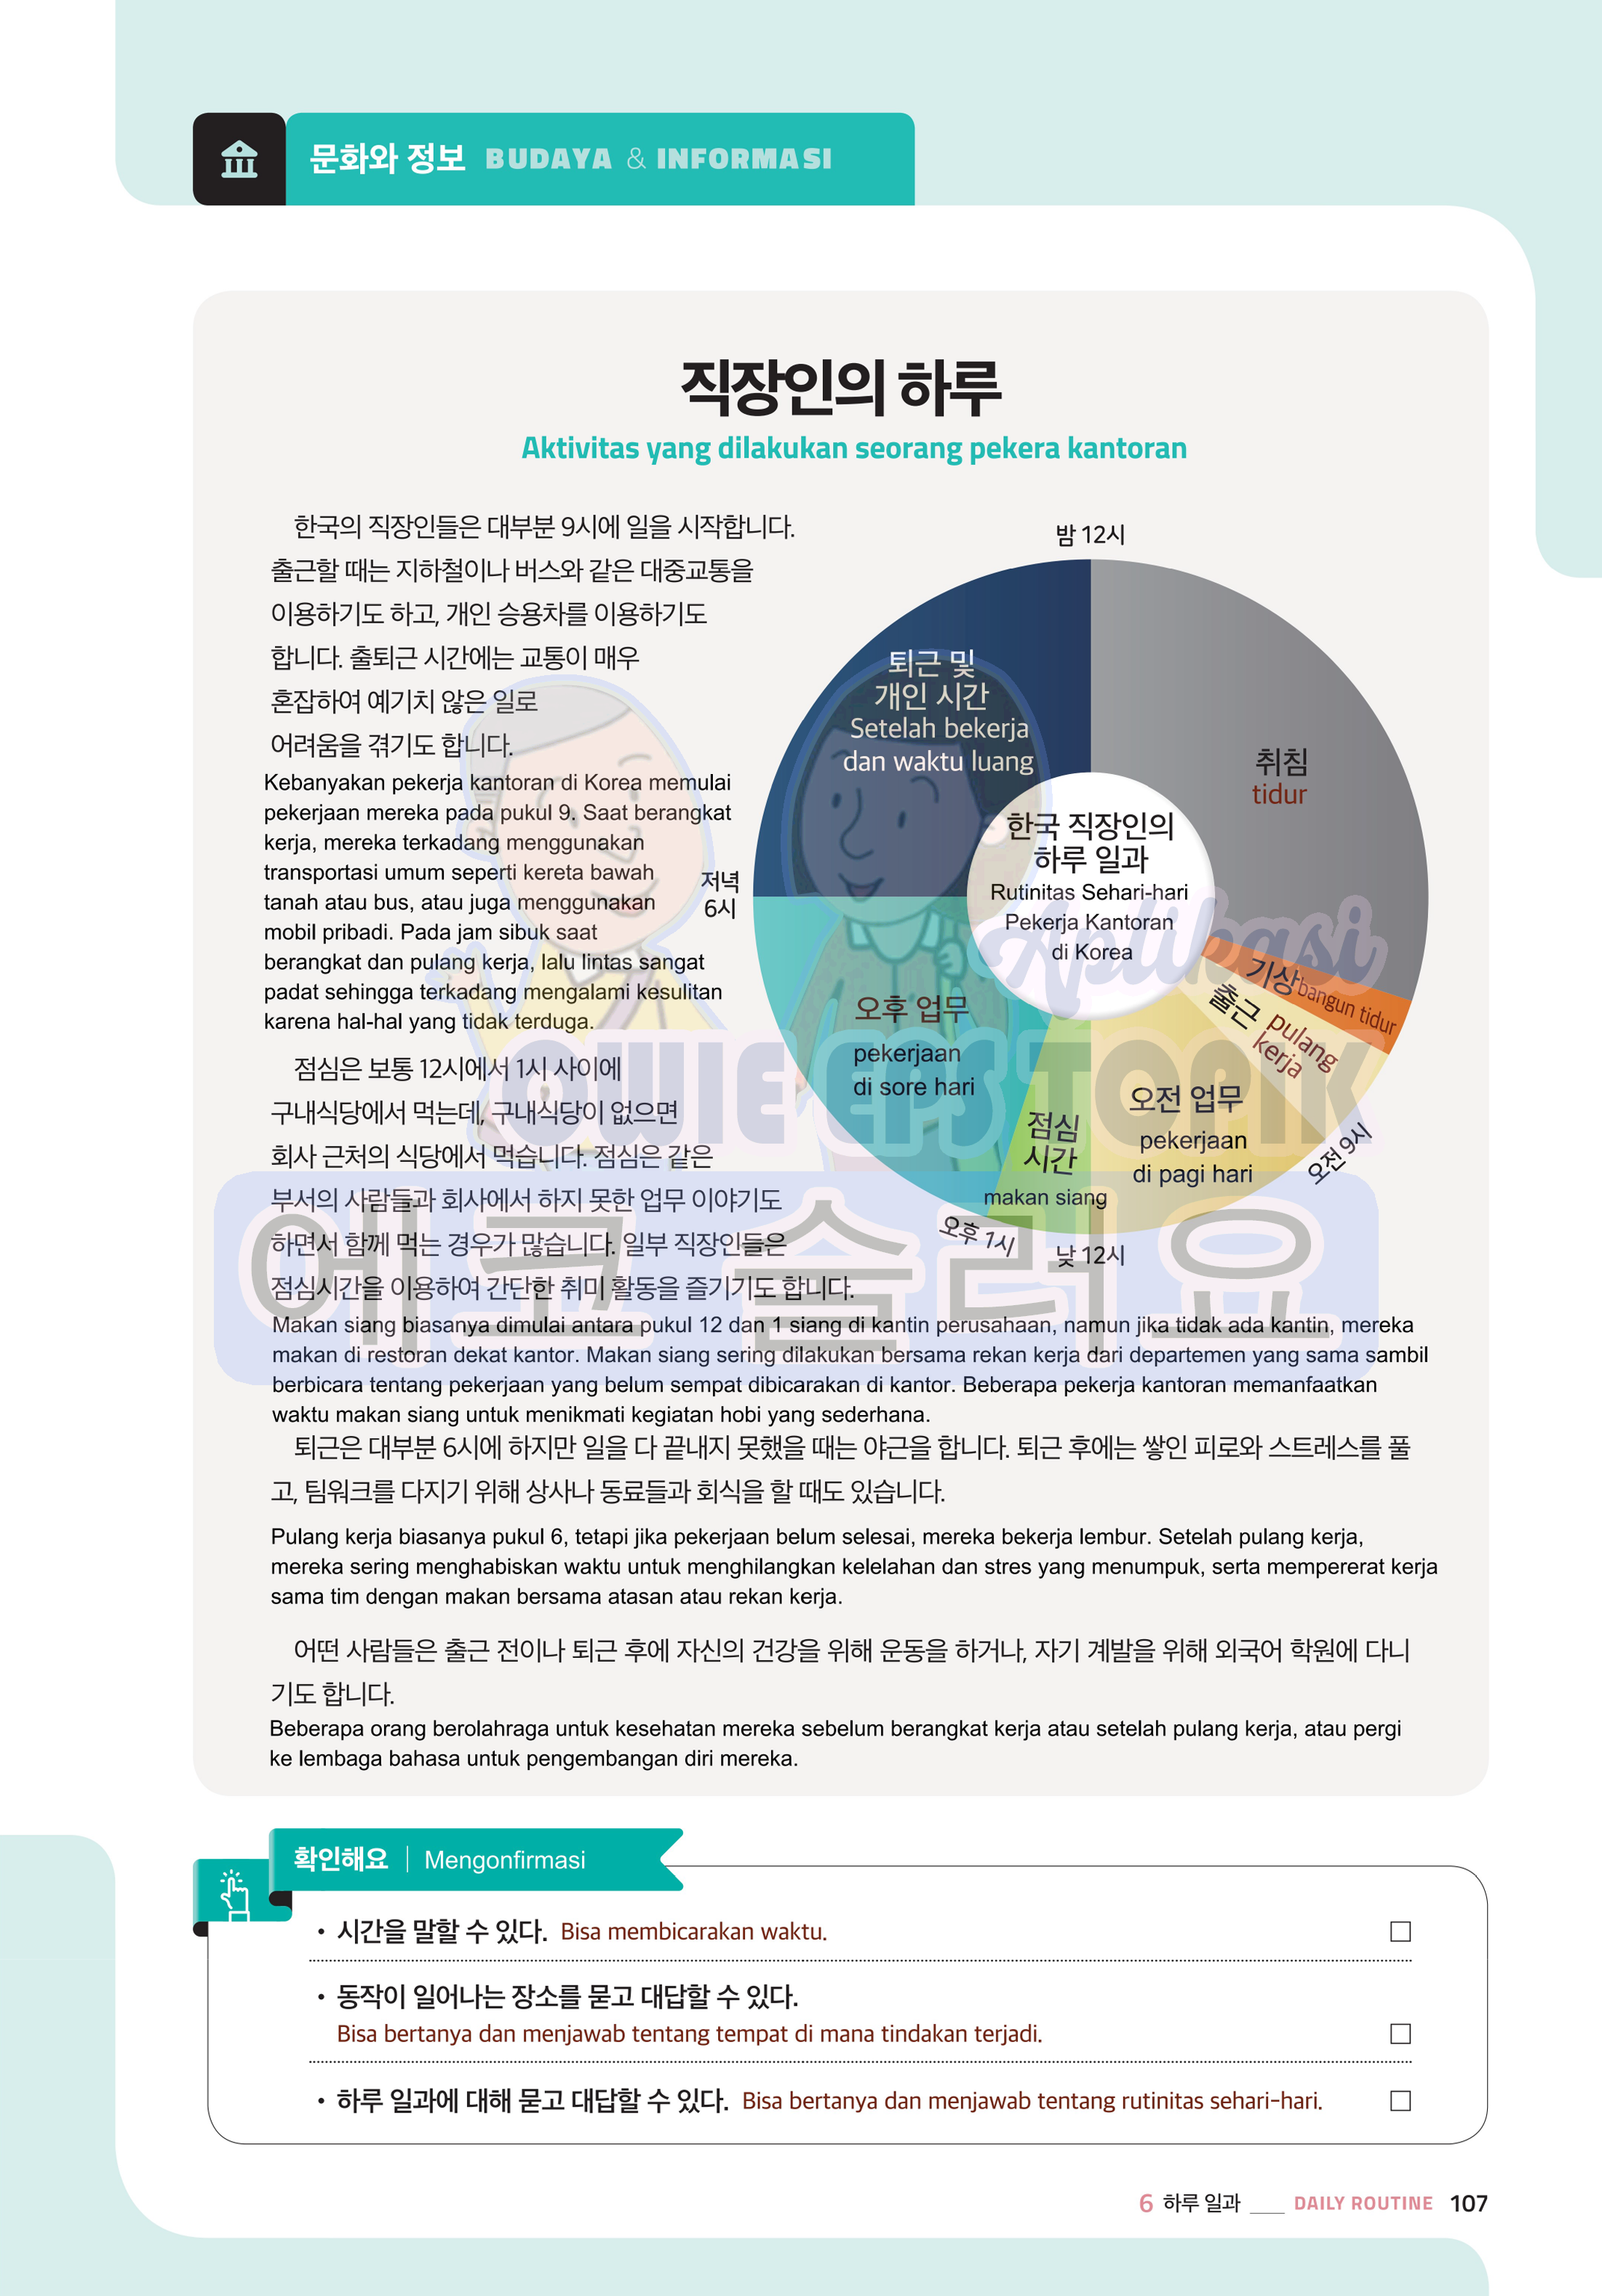 문화와 정보 BUDAYA & INFORMASI
직장인의 하루
Aktivitas yang dilakukan seorang pekera kantoran
한국의 직장인들은 대부분 9시에 일을 시작합니다.
출근할 때는 지하철이나 버스와 같은 대중교통을
이용하기도 하고, 개인 승용차를 이용하기도
합니다. 출퇴근 시간에는 교통이 매우
혼잡하여 예기치 않은 일로
어려움을 겪기도 합니다.
Kebanyakan pekerja kantoran di Korea memulai
pekerjaan mereka pada pukul 9. Saat berangkat
kerja, mereka terkadang menggunakan
transportasi umum seperti kereta bawah
tanah atau bus, atau juga menggunakan
mobil pribadi. Pada jam sibuk saat
berangkat dan pulang kerja, lalu lintas sangat
padat sehingga terkadang mengalami kesulitan
karena hal-hal yang tidak terduga.
점심은 보통 12시에서 1시 사이에
구내식당에서 먹는데, 구내식당이 없으면
회사 근처의 식당에서 먹습니다. 점심은 같은
부서의 사람들과 회사에서 하지 못한 업무 이야기도
하면서 함께 먹는 경우가 많습니다. 일부 직장인들은
점심시간을 이용하여 간단한 취미 활동을 즐기기도 합니다.
밤 12시
퇴근 및
개인 시간
Setelah bekerja
dan waktu luang
취침
tidur
한국 직장인의
하루 일과
Rutinitas Sehari-hari
Pekerja Kantoran
di Korea
저녁
6시
기상 bangun tidur
출근 pulang
kerja
오전 9시
오후 업무
pekerjaan
di sore hari
오전 업무
pekerjaan
di pagi hari
점심
시간
makan siang
오후 1시
낮 12시
Aplikasi
OWIE EPS TOPIK
에코 슬러요
Makan siang biasanya dimulai antara pukul 12 dan 1 siang di kantin perusahaan, namun jika tidak ada kantin, mereka
makan di restoran dekat kantor. Makan siang sering dilakukan bersama rekan kerja dari departemen yang sama sambil
berbicara tentang pekerjaan yang belum sempat dibicarakan di kantor. Beberapa pekerja kantoran memanfaatkan
waktu makan siang untuk menikmati kegiatan hobi yang sederhana.
퇴근은 대부분 6시에 하지만 일을 다 끝내지 못했을 때는 야근을 합니다. 퇴근 후에는 쌓인 피로와 스트레스를 풀
고, 팀워크를 다지기 위해 상사나 동료들과 회식을 할 때도 있습니다.
Pulang kerja biasanya pukul 6, tetapi jika pekerjaan belum selesai, mereka bekerja lembur. Setelah pulang kerja,
mereka sering menghabiskan waktu untuk menghilangkan kelelahan dan stres yang menumpuk, serta mempererat kerja
sama tim dengan makan bersama atasan atau rekan kerja.
어떤 사람들은 출근 전이나 퇴근 후에 자신의 건강을 위해 운동을 하거나, 자기 계발을 위해 외국어 학원에 다니
기도 합니다.
Beberapa orang berolahraga untuk kesehatan mereka sebelum berangkat kerja atau setelah pulang kerja, atau pergi
ke lembaga bahasa untuk pengembangan diri mereka.
확인해요 | Mengonfirmasi
• 시간을 말할 수 있다. Bisa membicarakan waktu.
• 동작이 일어나는 장소를 묻고 대답할 수 있다.
Bisa bertanya dan menjawab tentang tempat di mana tindakan terjadi.
• 하루 일과에 대해 묻고 대답할 수 있다. Bisa bertanya dan menjawab tentang rutinitas sehari-hari.
6 하루 일과 ___ DAILY ROUTINE 107